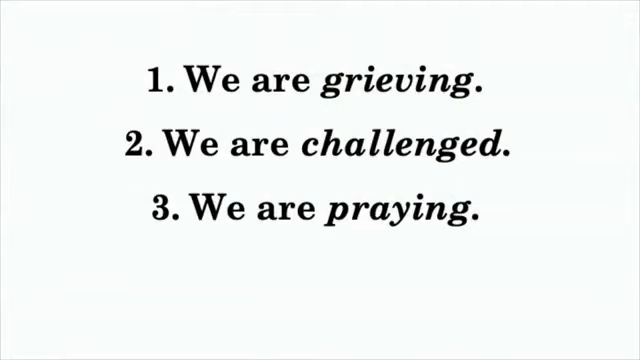 1. We are grieving.
2. We are challenged.
3. We are praying.